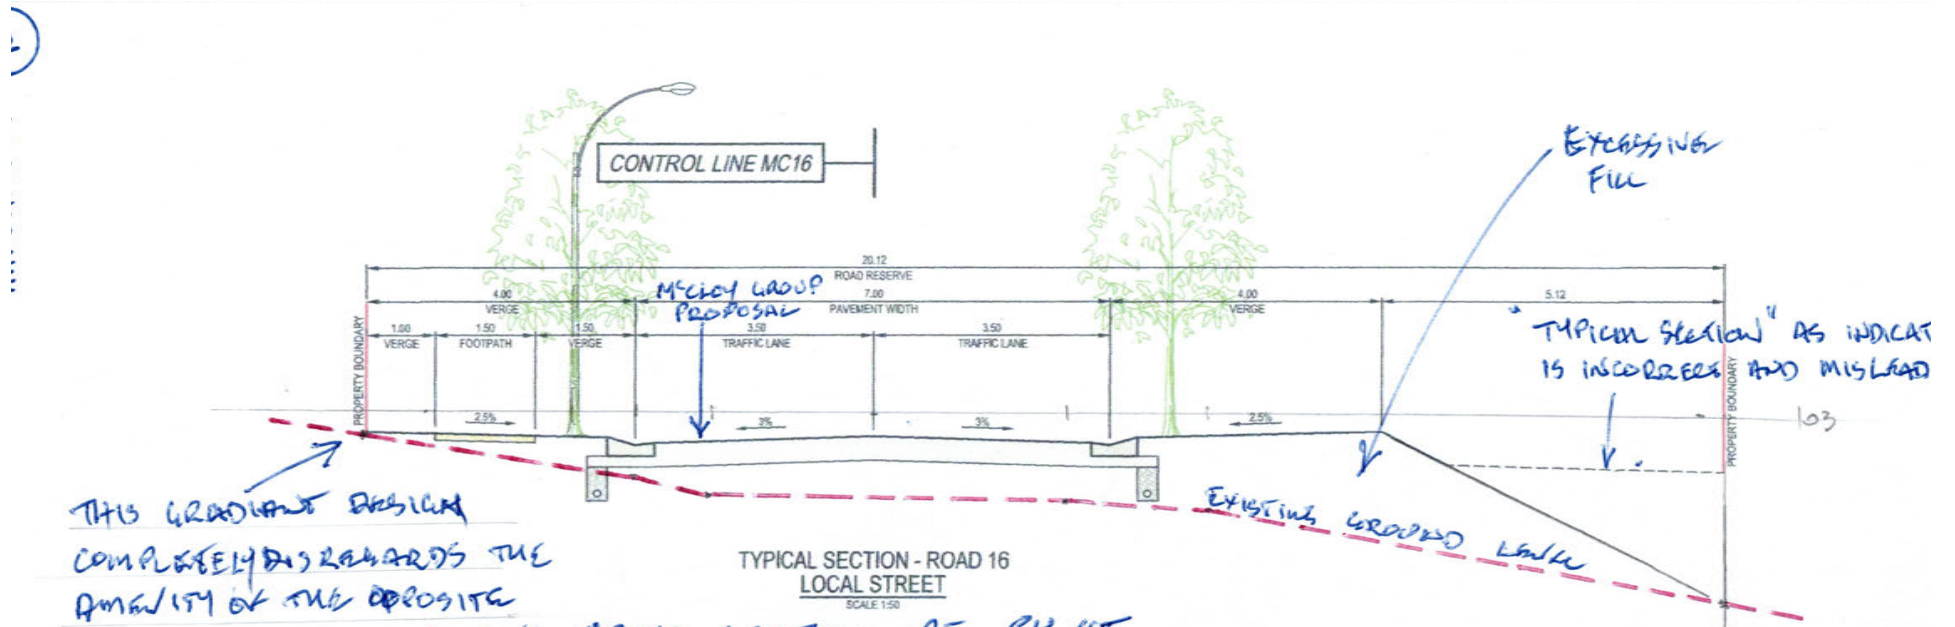 EXCESSIVE
FILL
CONTROL LINE MC16
20.12
ROAD RESERVE
4.00
VERGE
McCLOY GROUP
PROPOSAL
7.00
PAVEMENT WIDTH
4.00
VERGE
5.12
1.00
VERGE
1.50
FOOTPATH
1.50
VERGE
3.50
TRAFFIC LANE
3.50
TRAFFIC LANE
"TYPICAL SECTION" AS INDICAT
IS INCORRECT AND MISLEAD
PROPERTY BOUNDARY
PROPERTY BOUNDARY
2.5%
3%
3%
2.5%
103
THIS GRADIANT DESIGN
COMPLETELY DISREGARDS THE
AMENITY OF THE OPPOSITE
EXISTING GROUND LEVEL
TYPICAL SECTION - ROAD 16
LOCAL STREET
SCALE 1:50